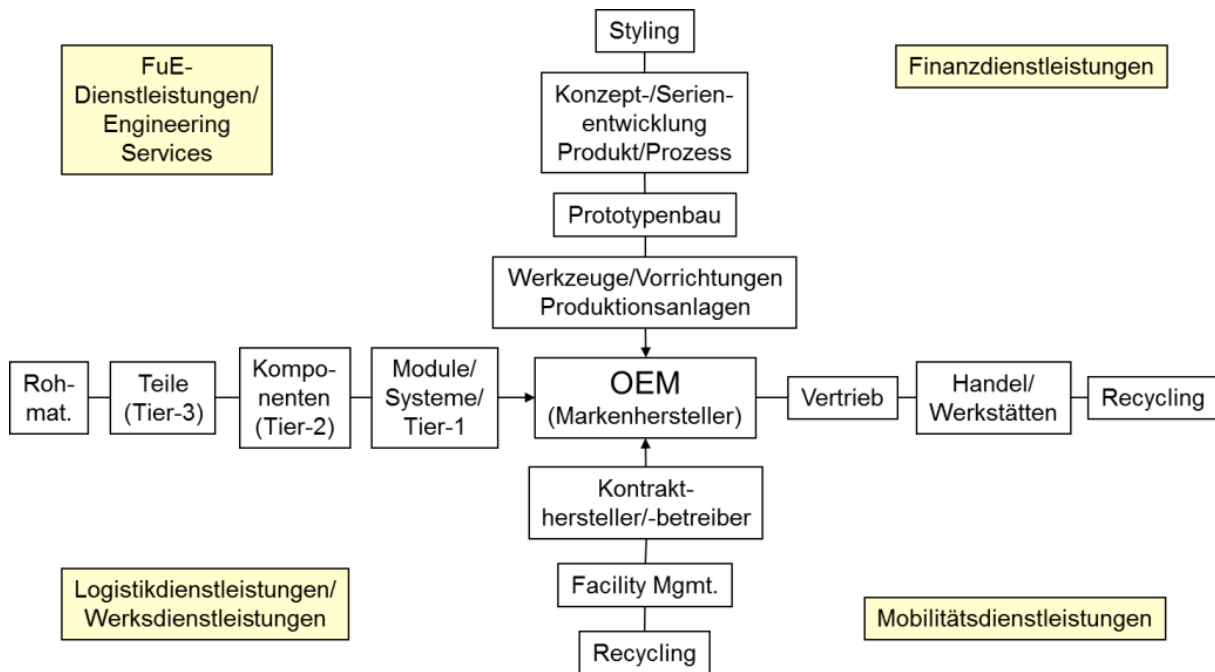 Styling
FuE-
Dienstleistungen/
Engineering
Services
Finanzdienstleistungen
Konzept-/Serien-
entwicklung
Produkt/Prozess
Prototypenbau
Werkzeuge/Vorrichtungen
Produktionsanlagen
Roh-
mat.
Teile
(Tier-3)
Kompo-
nenten
(Tier-2)
Module/
Systeme/
Tier-1
OEM
(Markenhersteller)
Vertrieb
Handel/
Werkstätten
Recycling
Kontrakt-
hersteller/-betreiber
Logistikdienstleistungen/
Werksdienstleistungen
Facility Mgmt.
Mobilitätsdienstleistungen
Recycling